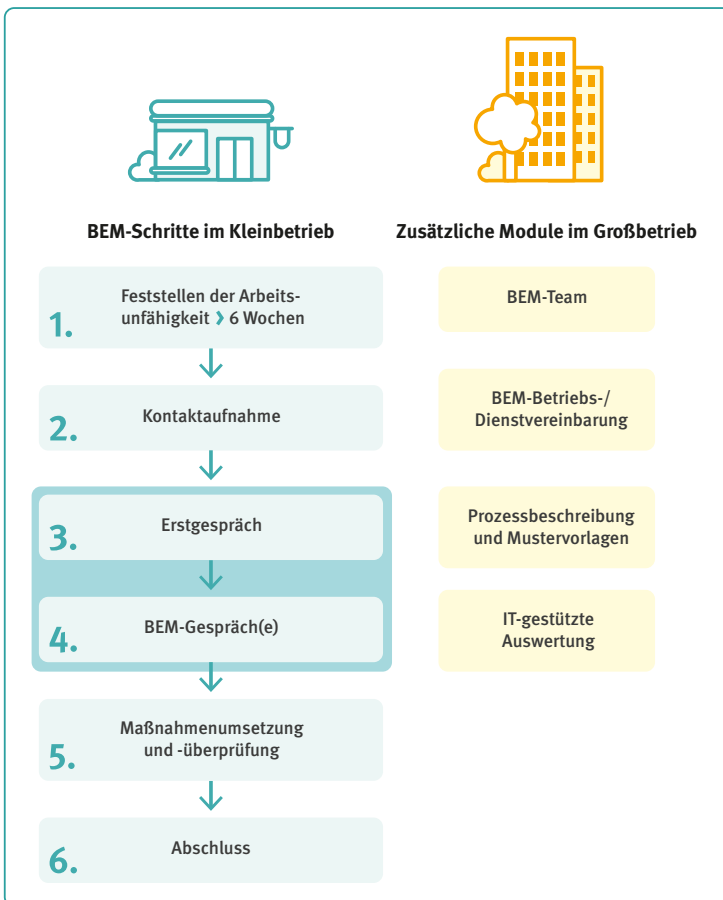 BEM-Schritte im Kleinbetrieb
1.
Feststellen der Arbeits-
unfähigkeit > 6 Wochen
2.
Kontaktaufnahme
3.
Erstgespräch
4.
BEM-Gespräch(e)
5.
Maßnahmenumsetzung
und -überprüfung
6.
Abschluss
Zusätzliche Module im Großbetrieb
BEM-Team
BEM-Betriebs-/
Dienstvereinbarung
Prozessbeschreibung
und Mustervorlagen
IT-gestützte
Auswertung